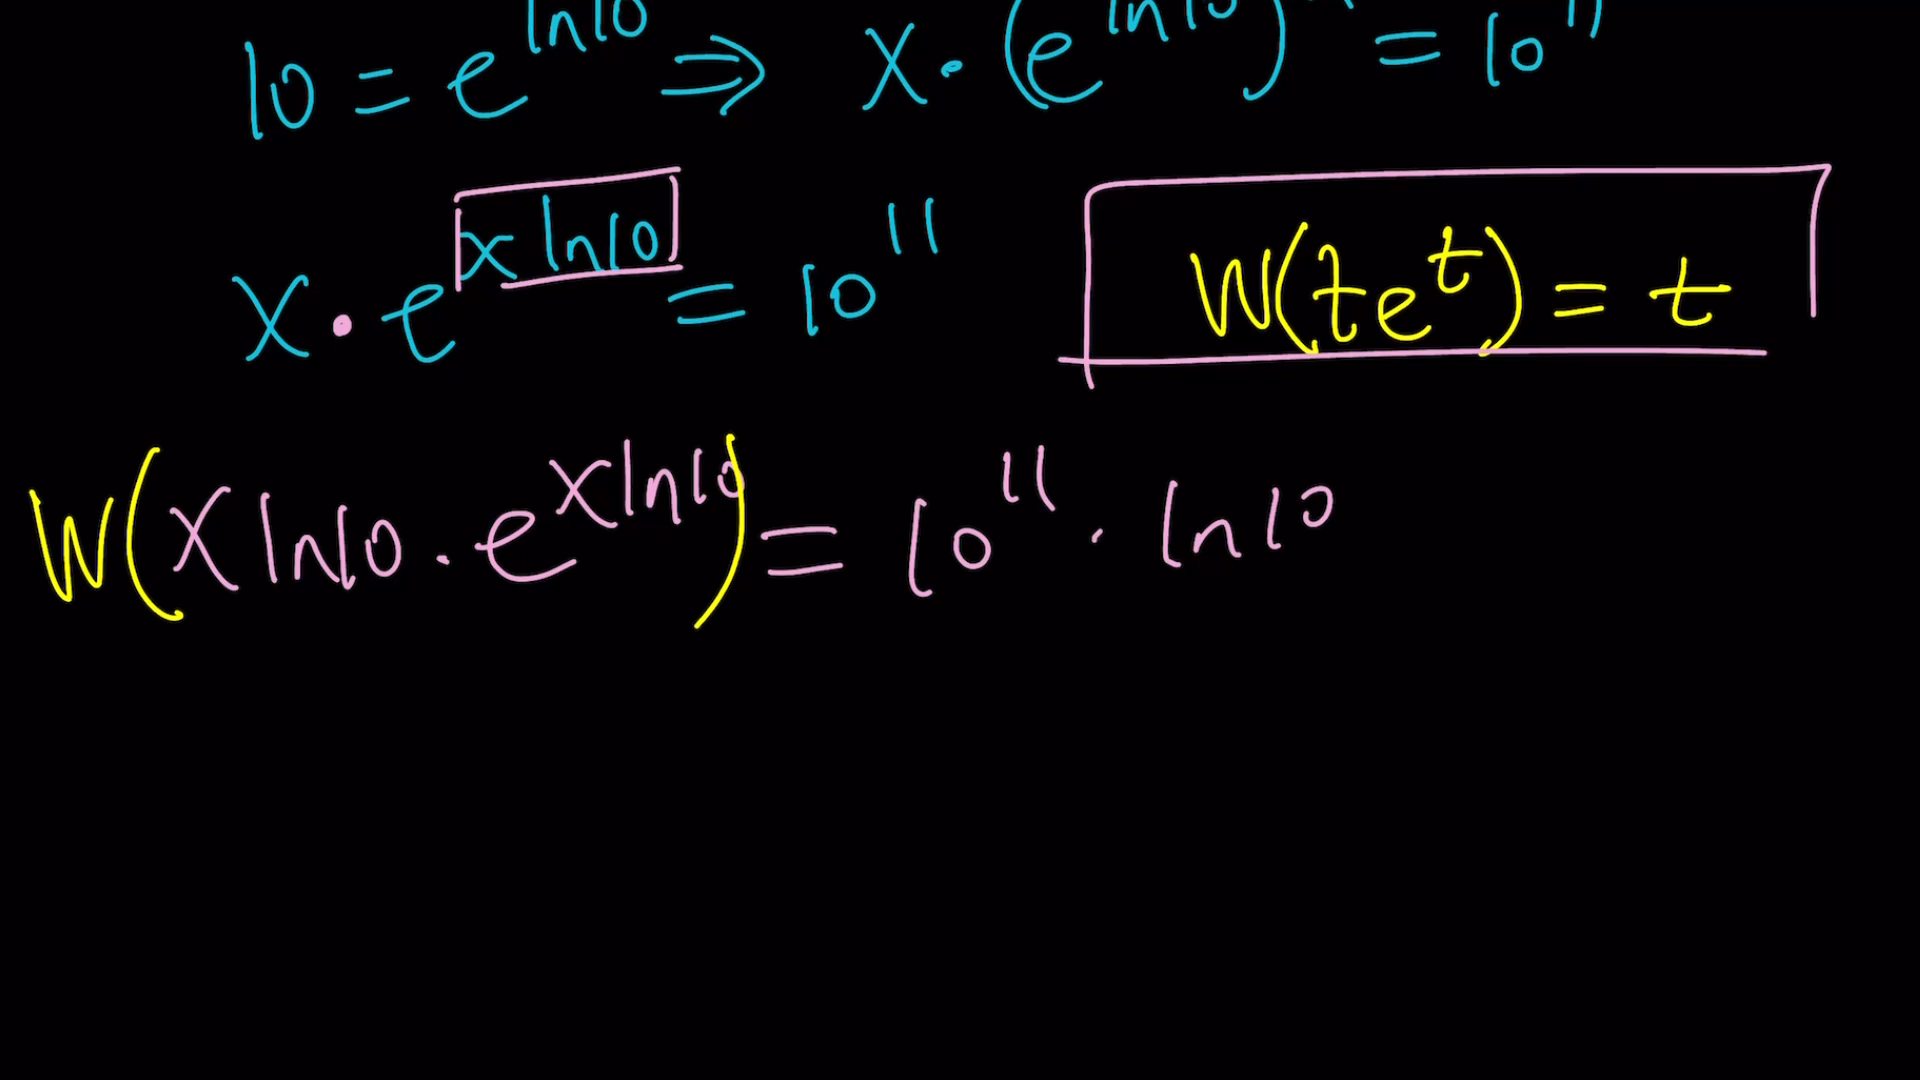 10 = e^ln10 ⇒ x · (e^ln10)^x = 10^11
x · e^x ln10 = 10^11
W(te^t) = t
W(x ln10 · e^x ln10) = 10^11 · ln10